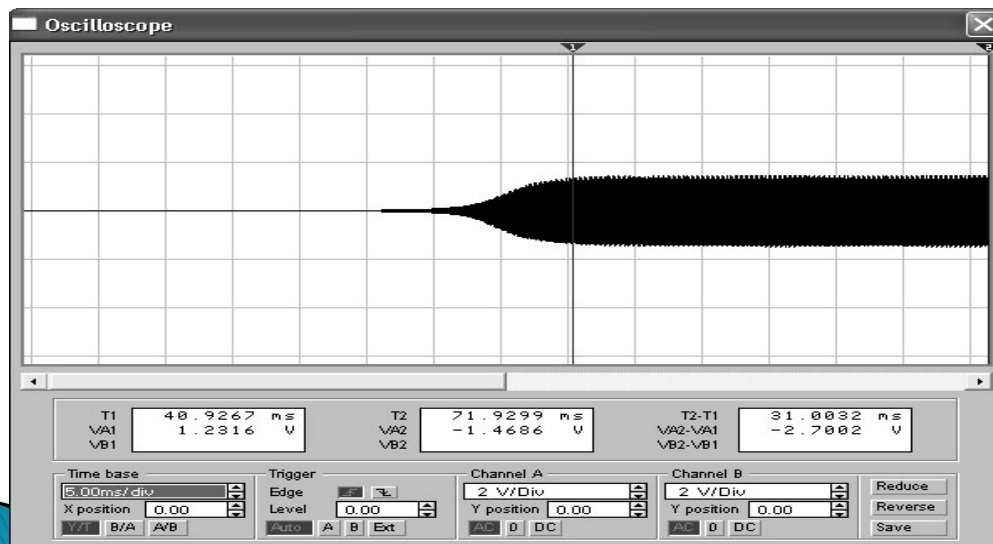 Oscilloscope
1 2
T1 40.9267 ms T2 71.9299 ms T2-T1 31.0032 ms
VA1 1.2316 V VA2 -1.4686 V VA2-VA1 -2.7002 V
VB1 VB2 VB2-VB1
Time base Trigger Channel A Channel B
5.00ms/div Edge 2 V/Div 2 V/Div Reduce
X position 0.00 Level 0.00 Y position 0.00 Y position 0.00 Reverse
Y/T B/A A/B Auto A B Ext AC 0 DC AC 0 DC Save